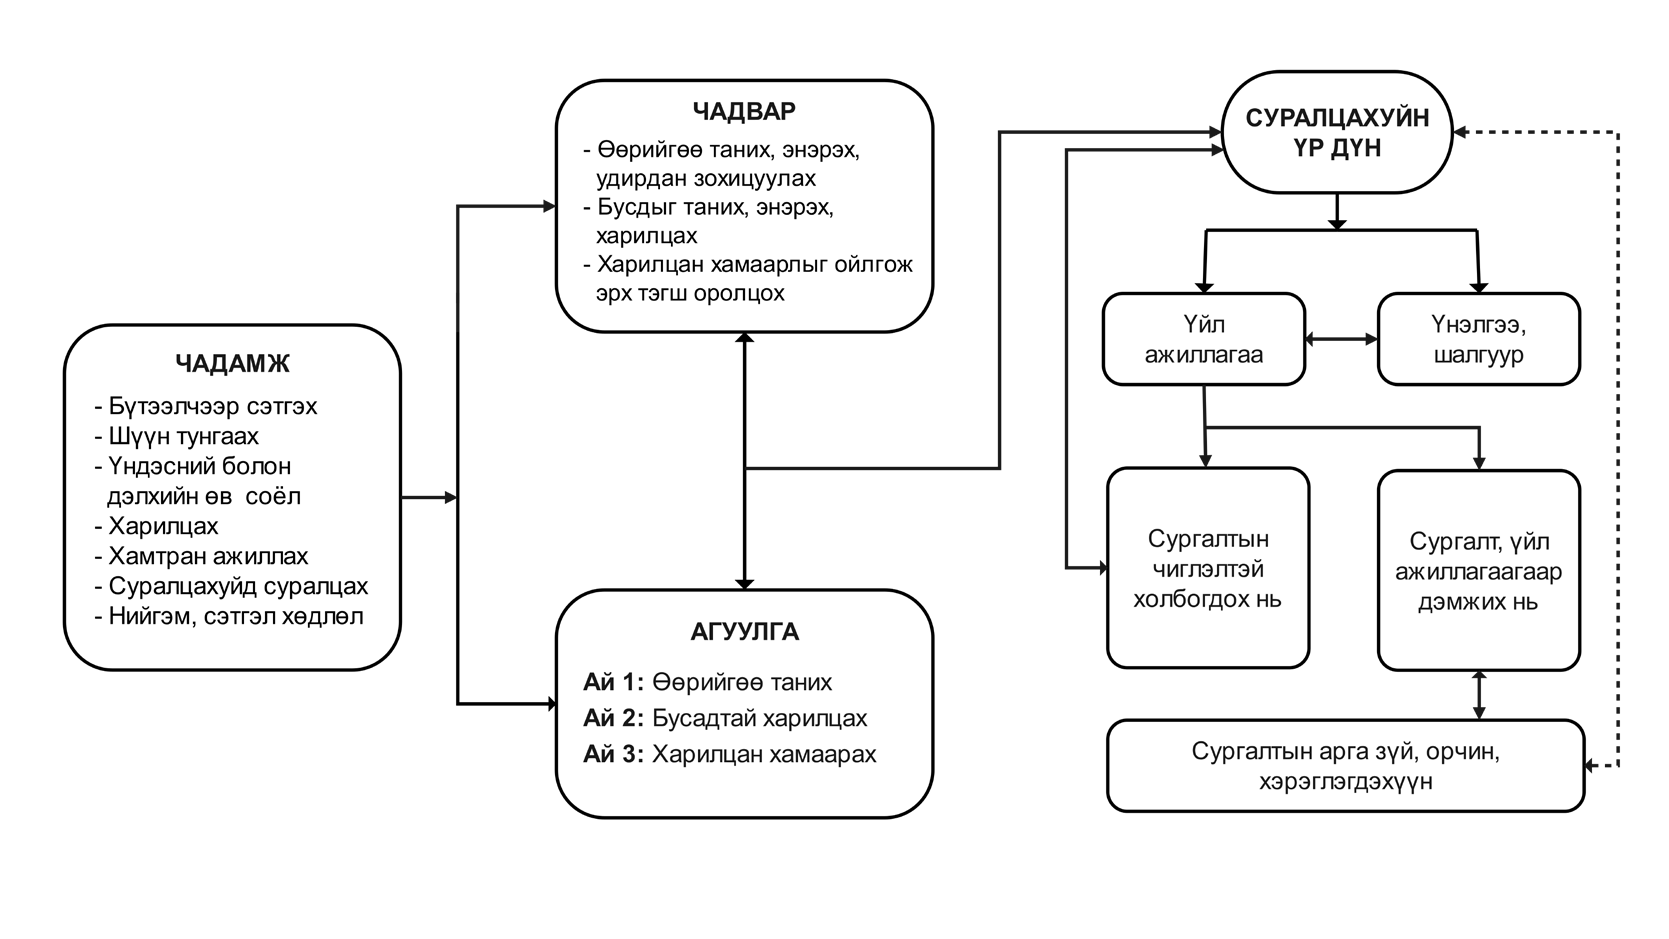 ЧАДАМЖ
- Бүтээлчээр сэтгэх
- Шүүн тунгаах
- Үндэсний болон
дэлхийн өв соёл
- Харилцах
- Хамтран ажиллах
- Суралцахуйд суралцах
- Нийгэм, сэтгэл хөдлөл
ЧАДВАР
- Өөрийгөө таних, энэрэх,
удирдан зохицуулах
- Бусдыг таних, энэрэх,
харилцах
- Харилцан хамаарлыг ойлгож
эрх тэгш оролцох
АГУУЛГА
Ай 1: Өөрийгөө таних
Ай 2: Бусадтай харилцах
Ай 3: Харилцан хамаарах
СУРАЛЦАХУЙН
ҮР ДҮН
Үйл
ажиллагаа
Үнэлгээ,
шалгуур
Сургалтын
чиглэлтэй
холбогдох нь
Сургалт, үйл
ажиллагаагаар
дэмжих нь
Сургалтын арга зүй, орчин,
хэрэглэгдэхүүн